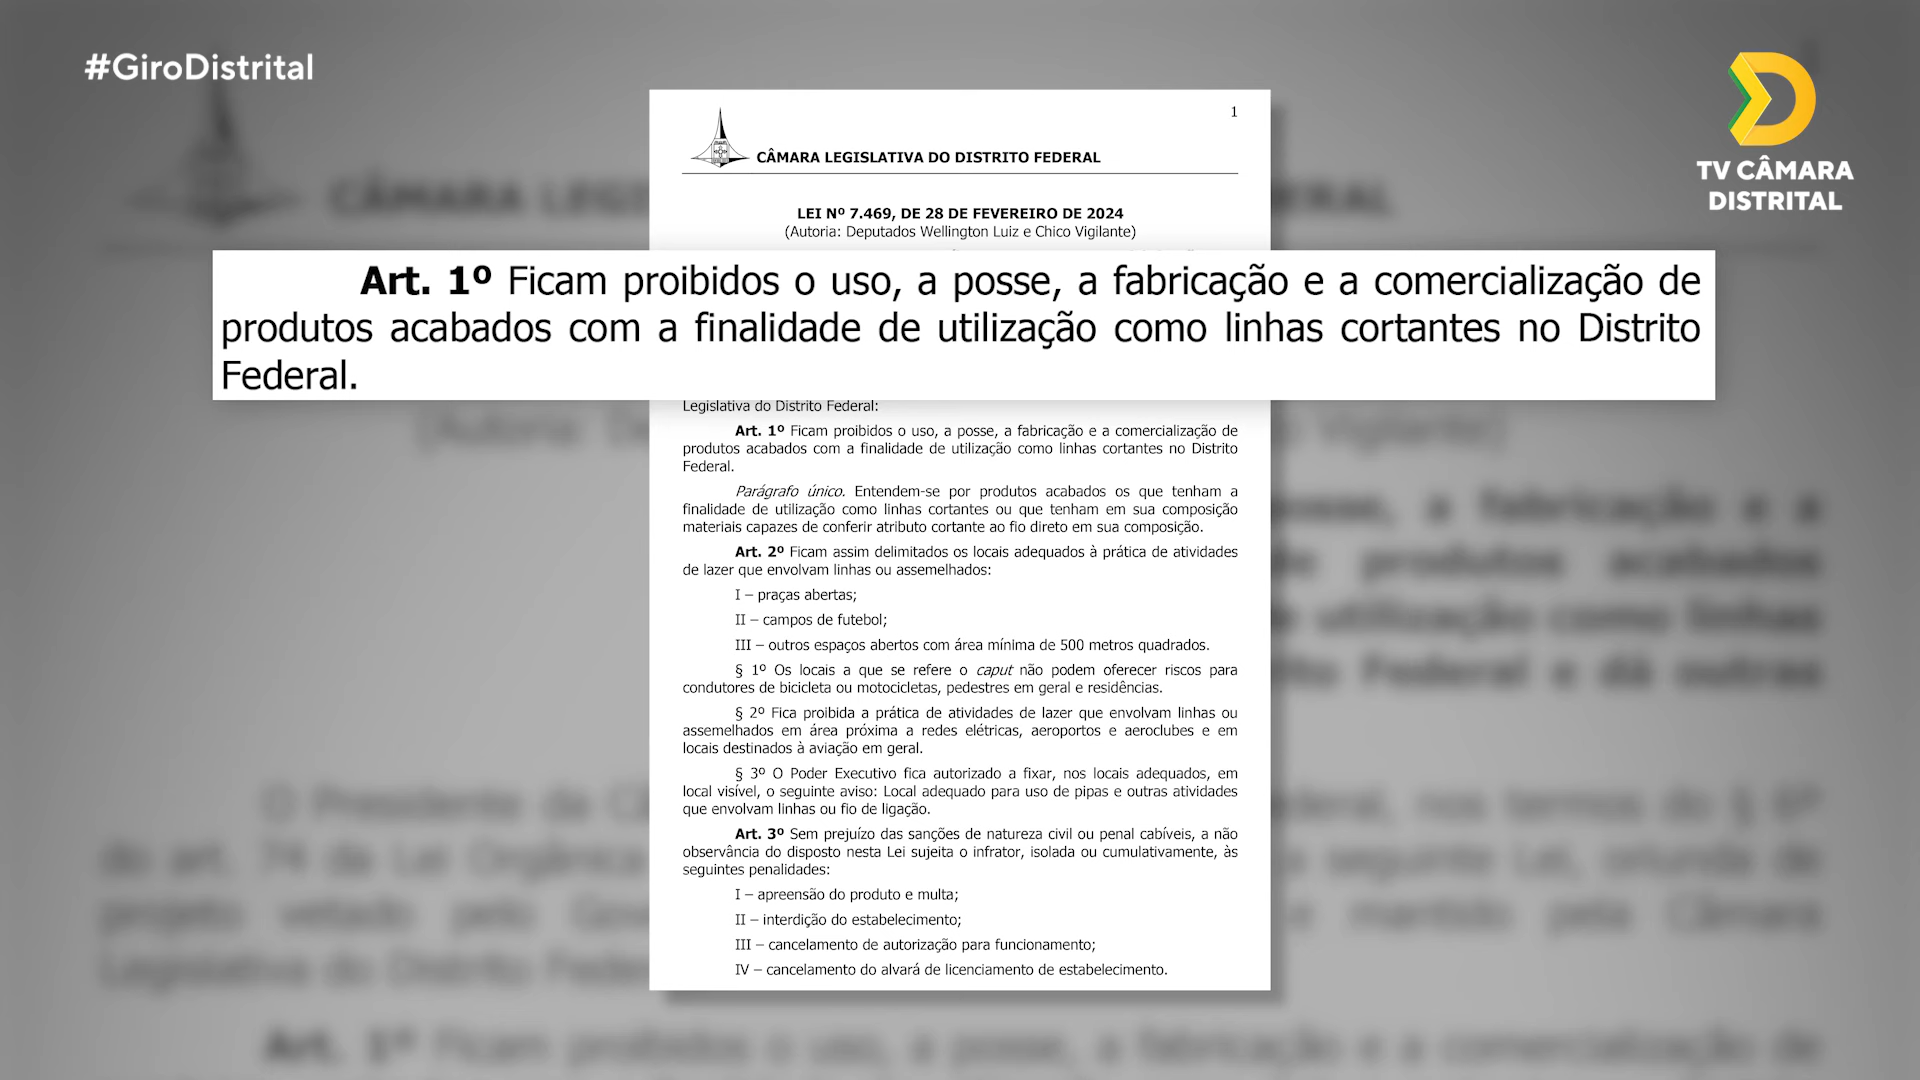 #GiroDistrital
TV CÂMARA
DISTRITAL
1
CÂMARA LEGISLATIVA DO DISTRITO FEDERAL
LEI Nº 7.469, DE 28 DE FEVEREIRO DE 2024
(Autoria: Deputados Wellington Luiz e Chico Vigilante)
Art. 1º Ficam proibidos o uso, a posse, a fabricação e a comercialização de
produtos acabados com a finalidade de utilização como linhas cortantes no Distrito
Federal.
Legislativa do Distrito Federal:
Art. 1º Ficam proibidos o uso, a posse, a fabricação e a comercialização de
produtos acabados com a finalidade de utilização como linhas cortantes no Distrito
Federal.
Parágrafo único. Entendem-se por produtos acabados os que tenham a
finalidade de utilização como linhas cortantes ou que tenham em sua composição
materiais capazes de conferir atributo cortante ao fio direto em sua composição.
Art. 2º Ficam assim delimitados os locais adequados à prática de atividades
de lazer que envolvam linhas ou assemelhados:
I – praças abertas;
II – campos de futebol;
III – outros espaços abertos com área mínima de 500 metros quadrados.
§ 1º Os locais a que se refere o caput não podem oferecer riscos para
condutores de bicicleta ou motocicletas, pedestres em geral e residências.
§ 2º Fica proibida a prática de atividades de lazer que envolvam linhas ou
assemelhados em área próxima a redes elétricas, aeroportos e aeroclubes e em
locais destinados à aviação em geral.
§ 3º O Poder Executivo fica autorizado a fixar, nos locais adequados, em
local visível, o seguinte aviso: Local adequado para uso de pipas e outras atividades
que envolvam linhas ou fio de ligação.
Art. 3º Sem prejuízo das sanções de natureza civil ou penal cabíveis, a não
observância do disposto nesta Lei sujeita o infrator, isolada ou cumulativamente, às
seguintes penalidades:
I – apreensão do produto e multa;
II – interdição do estabelecimento;
III – cancelamento de autorização para funcionamento;
IV – cancelamento do alvará de licenciamento de estabelecimento.